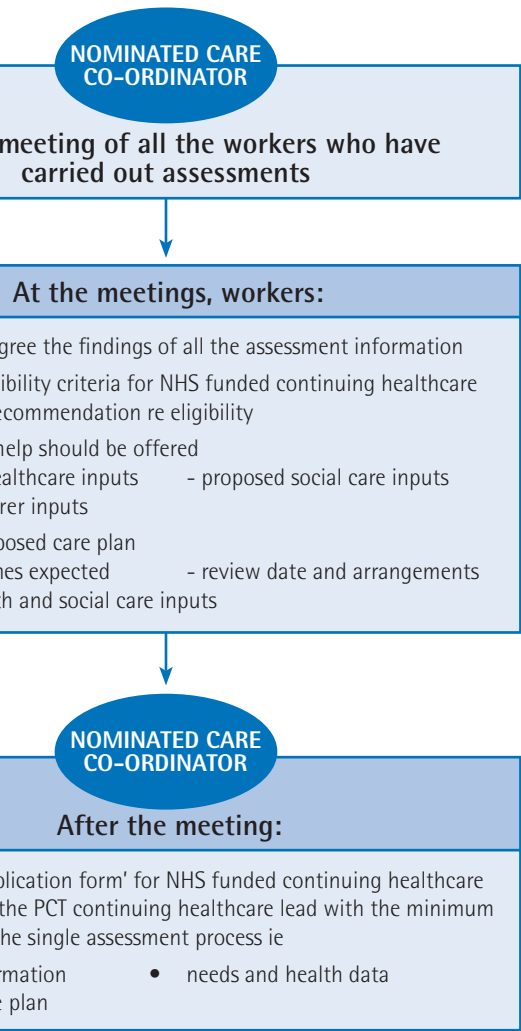 NOMINATED CARE
CO-ORDINATOR
meeting of all the workers who have
carried out assessments
At the meetings, workers:
gree the findings of all the assessment information
ibility criteria for NHS funded continuing healthcare
ecommendation re eligibility
help should be offered
ealthcare inputs - proposed social care inputs
rer inputs
posed care plan
nes expected - review date and arrangements
th and social care inputs
NOMINATED CARE
CO-ORDINATOR
After the meeting:
plication form' for NHS funded continuing healthcare
the PCT continuing healthcare lead with the minimum
he single assessment process ie
rmation • needs and health data
e plan